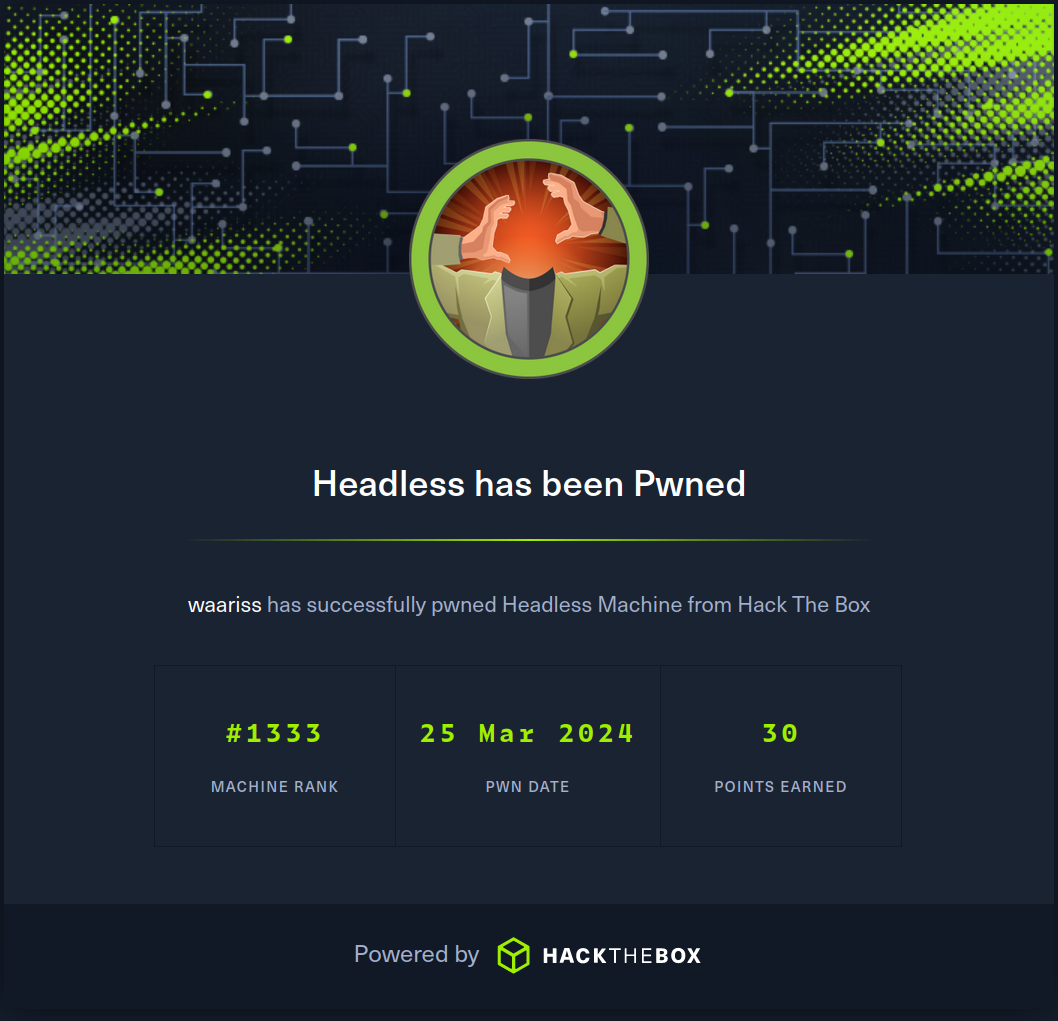 Headless has been Pwned
waariss has successfully pwned Headless Machine from Hack The Box
#1333
MACHINE RANK
25 Mar 2024
PWN DATE
30
POINTS EARNED
Powered by HACKTHEBOX